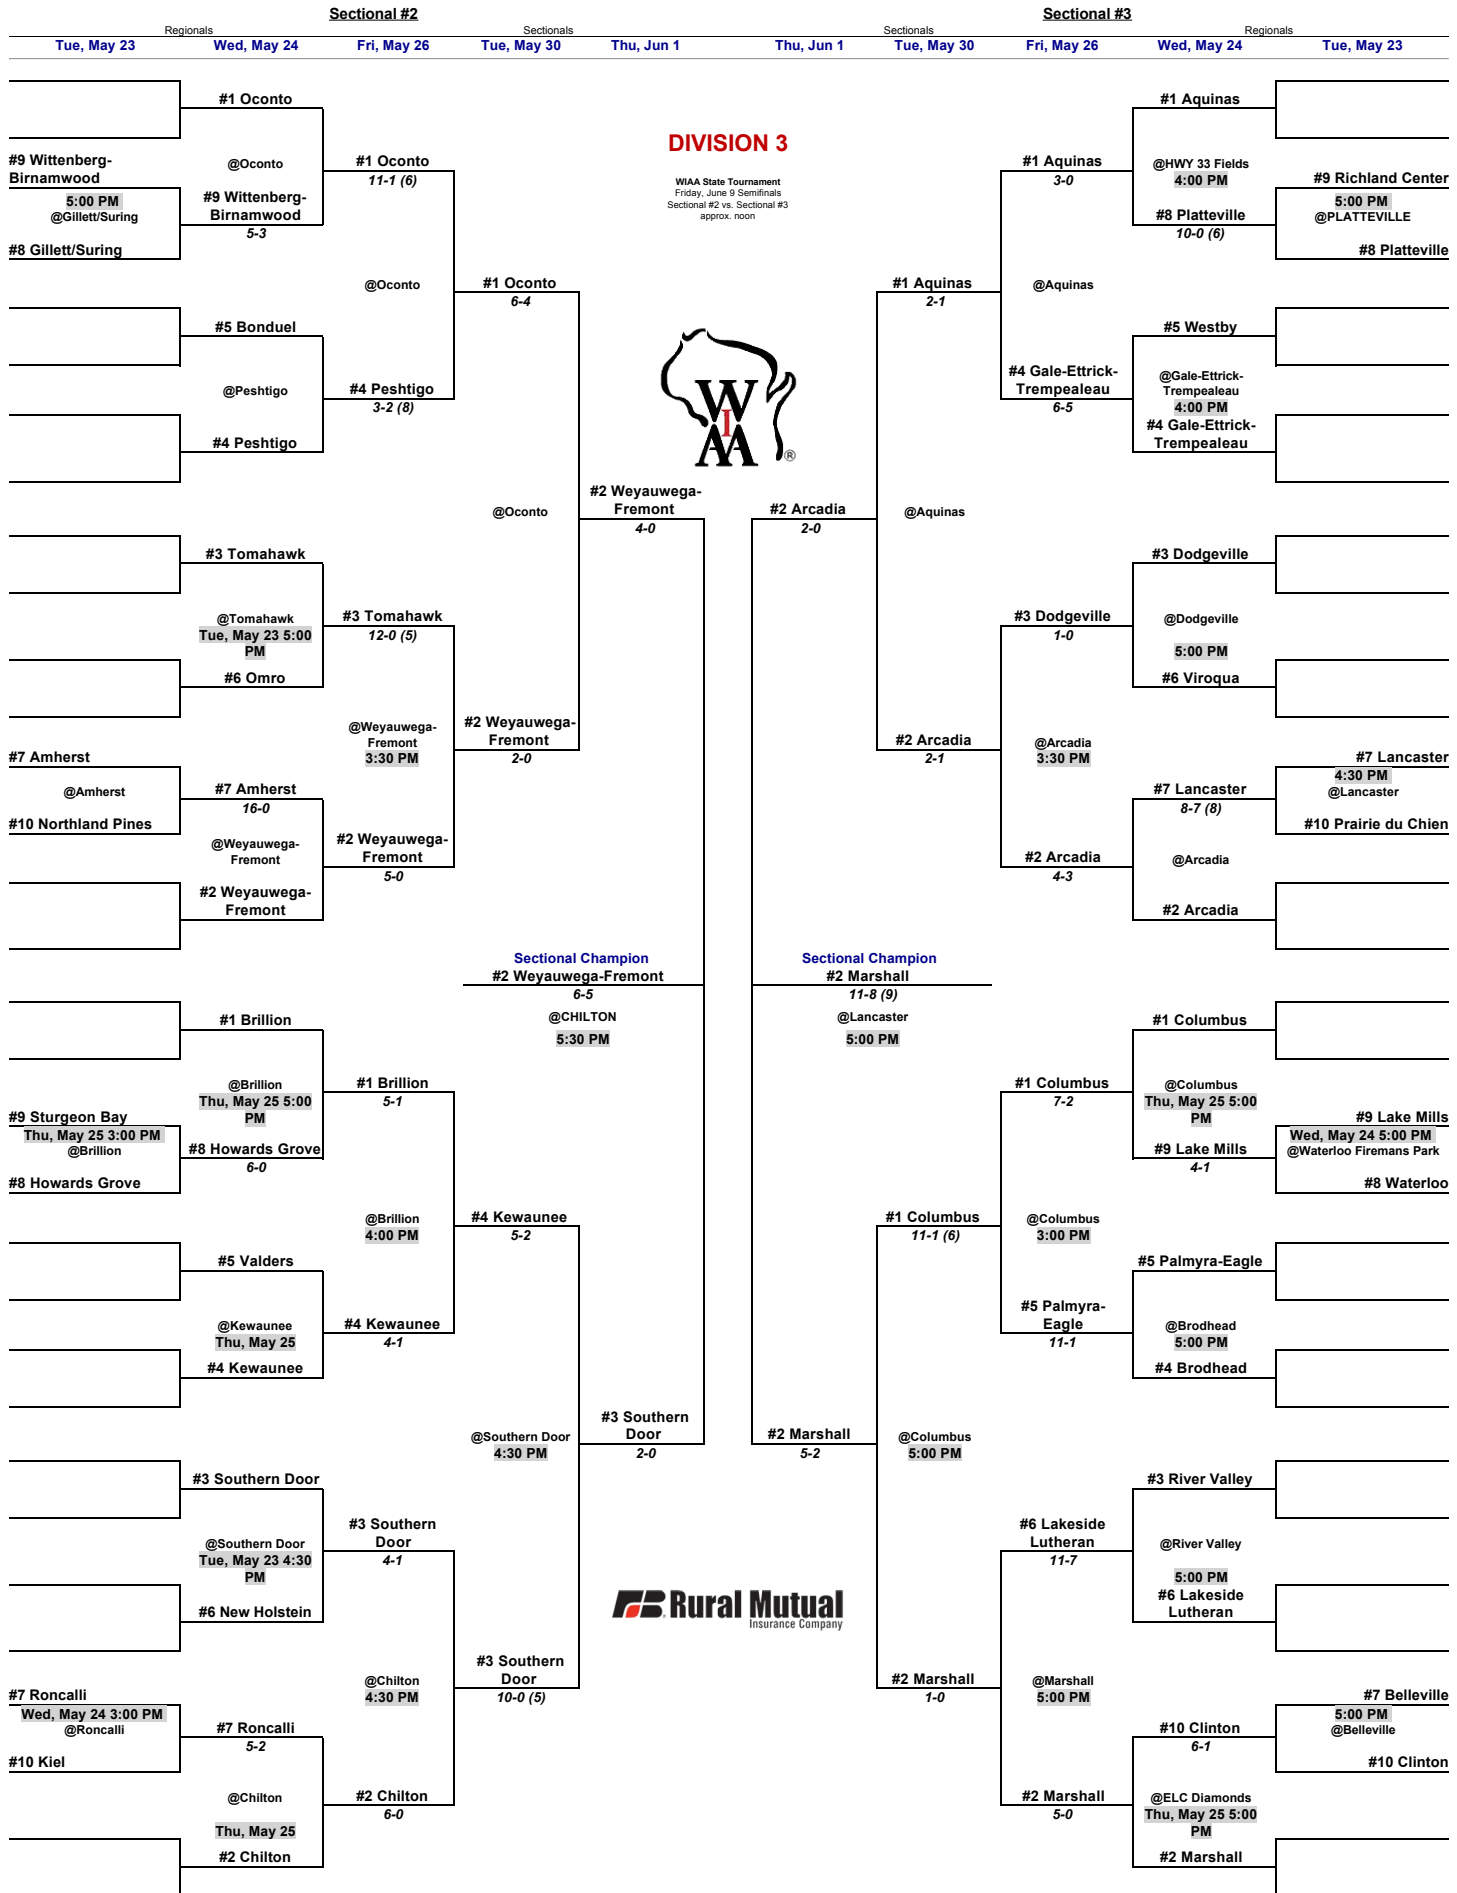 Sectional #2
Sectional #3
Regionals
Sectionals
Sectionals
Regionals
Tue, May 23
Wed, May 24
Fri, May 26
Tue, May 30
Thu, Jun 1
Thu, Jun 1
Tue, May 30
Fri, May 26
Wed, May 24
Tue, May 23
DIVISION 3
WIAA State Tournament
Friday, June 9 Semifinals
Sectional #2 vs. Sectional #3
approx. noon
W
I
AA
®
#9 Wittenberg-
Birnamwood
5:00 PM
@Gillett/Suring
#8 Gillett/Suring
#1 Oconto
@Oconto
#9 Wittenberg-
Birnamwood
5-3
#1 Oconto
11-1 (6)
@Oconto
#5 Bonduel
@Peshtigo
#4 Peshtigo
#4 Peshtigo
3-2 (8)
#1 Oconto
6-4
@Oconto
#2 Weyauwega-
Fremont
4-0
#3 Tomahawk
@Tomahawk
Tue, May 23 5:00
PM
#6 Omro
#3 Tomahawk
12-0 (5)
@Weyauwega-
Fremont
3:30 PM
#2 Weyauwega-
Fremont
2-0
#7 Amherst
@Amherst
#10 Northland Pines
#7 Amherst
16-0
@Weyauwega-
Fremont
#2 Weyauwega-
Fremont
#2 Weyauwega-
Fremont
5-0
Sectional Champion
#2 Weyauwega-Fremont
6-5
@CHILTON
5:30 PM
#1 Brillion
@Brillion
Thu, May 25 5:00
PM
#9 Sturgeon Bay
Thu, May 25 3:00 PM
@Brillion
#8 Howards Grove
#8 Howards Grove
6-0
#1 Brillion
5-1
@Brillion
4:00 PM
#4 Kewaunee
5-2
#5 Valders
@Kewaunee
Thu, May 25
#4 Kewaunee
#4 Kewaunee
4-1
@Southern Door
4:30 PM
#3 Southern
Door
2-0
#3 Southern Door
@Southern Door
Tue, May 23 4:30
PM
#6 New Holstein
#3 Southern
Door
4-1
@Chilton
4:30 PM
#3 Southern
Door
10-0 (5)
#7 Roncalli
Wed, May 24 3:00 PM
@Roncalli
#10 Kiel
#7 Roncalli
5-2
@Chilton
Thu, May 25
#2 Chilton
#2 Chilton
6-0
#1 Aquinas
@HWY 33 Fields
4:00 PM
#8 Platteville
10-0 (6)
#9 Richland Center
5:00 PM
@PLATTEVILLE
#8 Platteville
#1 Aquinas
3-0
@Aquinas
#1 Aquinas
2-1
#5 Westby
@Gale-Ettrick-
Trempealeau
4:00 PM
#4 Gale-Ettrick-
Trempealeau
#4 Gale-Ettrick-
Trempealeau
6-5
@Aquinas
#2 Arcadia
2-0
#3 Dodgeville
@Dodgeville
5:00 PM
#6 Viroqua
#3 Dodgeville
1-0
@Arcadia
3:30 PM
#2 Arcadia
2-1
#7 Lancaster
4:30 PM
@Lancaster
#10 Prairie du Chien
#7 Lancaster
8-7 (8)
@Arcadia
#2 Arcadia
#2 Arcadia
4-3
Sectional Champion
#2 Marshall
11-8 (9)
@Lancaster
5:00 PM
#1 Columbus
@Columbus
Thu, May 25 5:00
PM
#9 Lake Mills
4-1
#9 Lake Mills
Wed, May 24 5:00 PM
@Waterloo Firemans Park
#8 Waterloo
#1 Columbus
7-2
@Columbus
3:00 PM
#1 Columbus
11-1 (6)
#5 Palmyra-Eagle
@Brodhead
5:00 PM
#4 Brodhead
#5 Palmyra-
Eagle
11-1
@Columbus
5:00 PM
#2 Marshall
5-2
#3 River Valley
@River Valley
5:00 PM
#6 Lakeside
Lutheran
#6 Lakeside
Lutheran
11-7
@Marshall
5:00 PM
#2 Marshall
1-0
#7 Belleville
5:00 PM
@Belleville
#10 Clinton
#10 Clinton
6-1
@ELC Diamonds
Thu, May 25 5:00
PM
#2 Marshall
#2 Marshall
5-0
Rural Mutual
Insurance Company